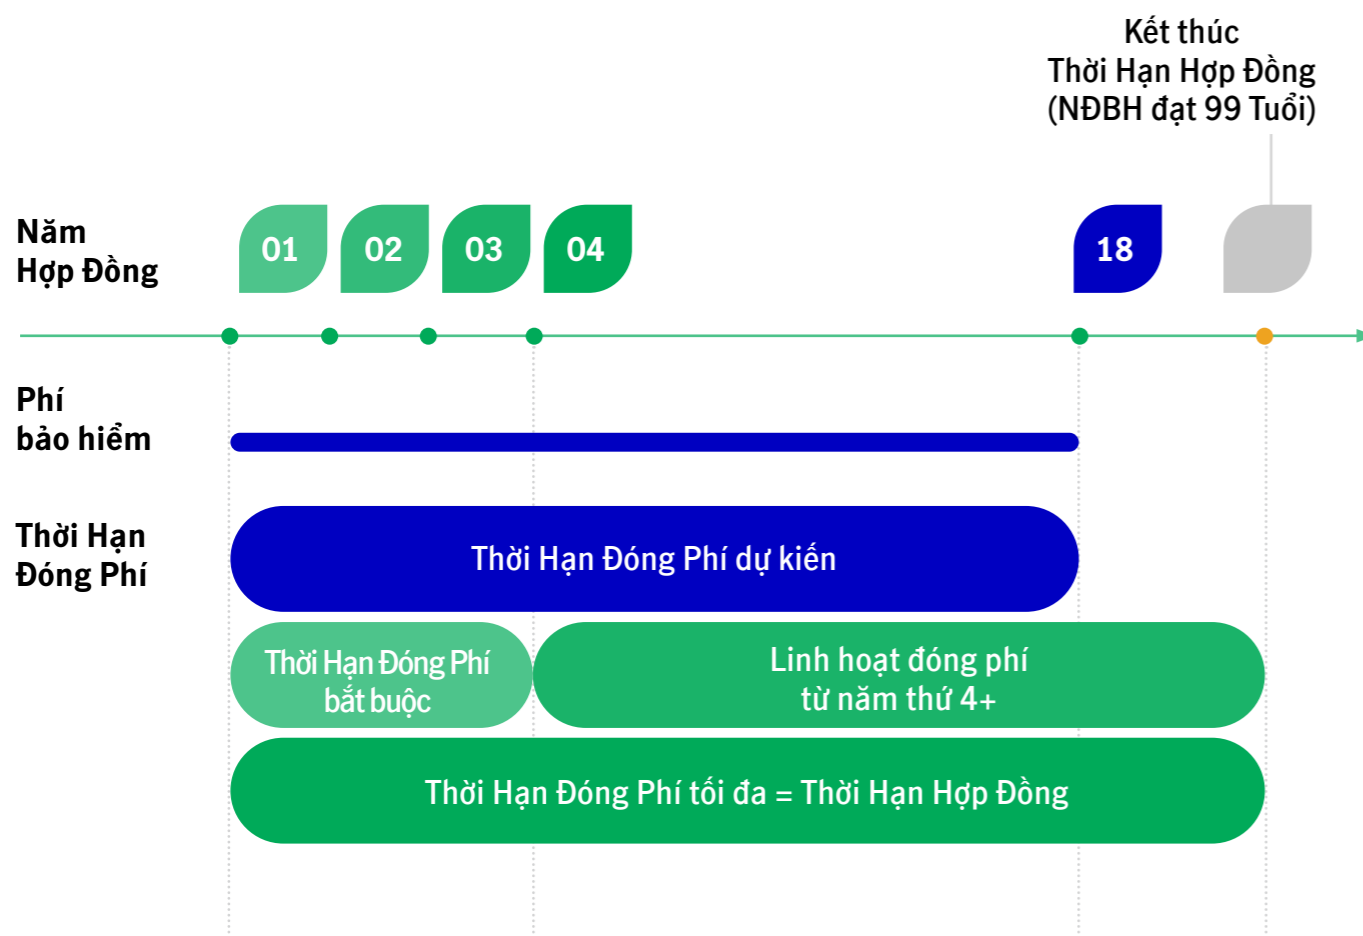 Kết thúc
Thời Hạn Hợp Đồng
(NĐBH đạt 99 Tuổi)
Năm
Hợp Đồng
01
02
03
04
18
Phí
bảo hiểm
Thời Hạn
Đóng Phí
Thời Hạn Đóng Phí dự kiến
Thời Hạn Đóng Phí
bắt buộc
Linh hoạt đóng phí
từ năm thứ 4+
Thời Hạn Đóng Phí tối đa = Thời Hạn Hợp Đồng